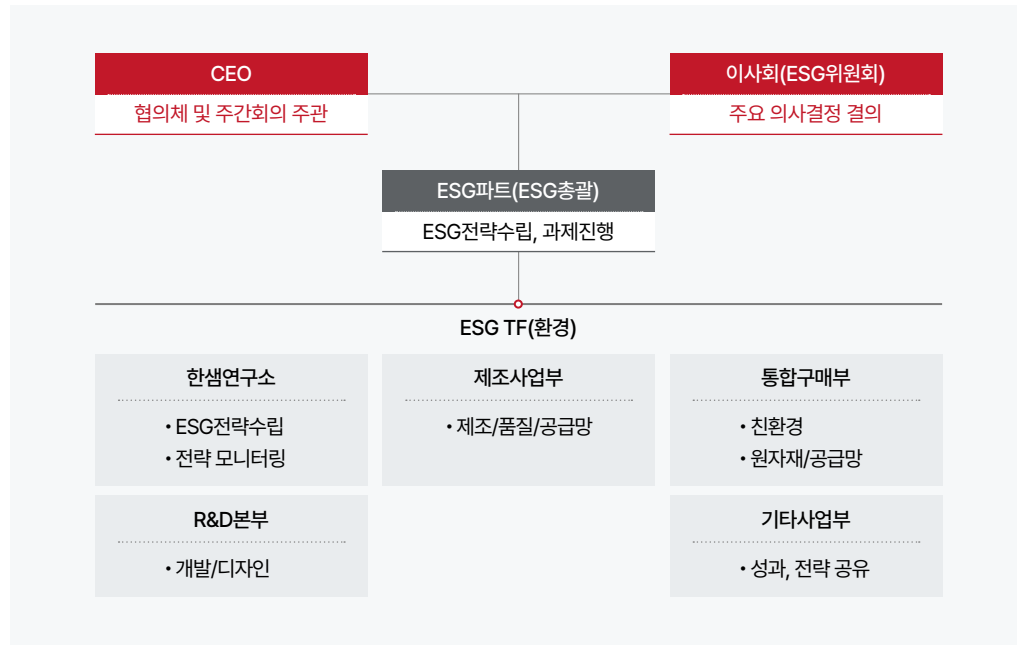 CEO
협의체 및 주간회의 주관
이사회(ESG위원회)
주요 의사결정 결의
ESG파트(ESG총괄)
ESG전략수립, 과제진행
ESG TF(환경)
한샘연구소
• ESG전략수립
• 전략 모니터링
제조사업부
• 제조/품질/공급망
통합구매부
• 친환경
• 원자재/공급망
R&D본부
• 개발/디자인
기타사업부
• 성과, 전략 공유